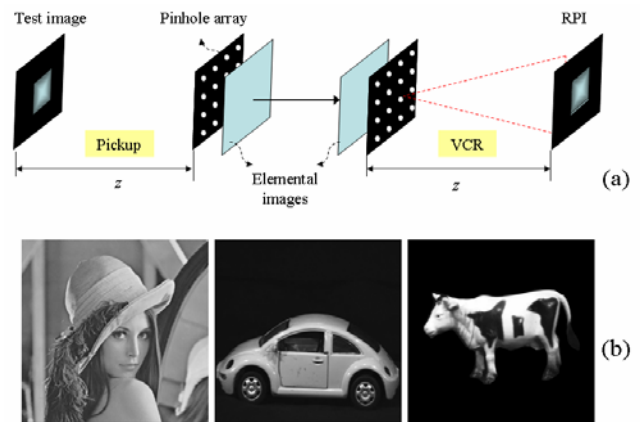 Test image
Pinhole array
RPI
Pickup
VCR
z
Elemental
images
z
(a)
(b)